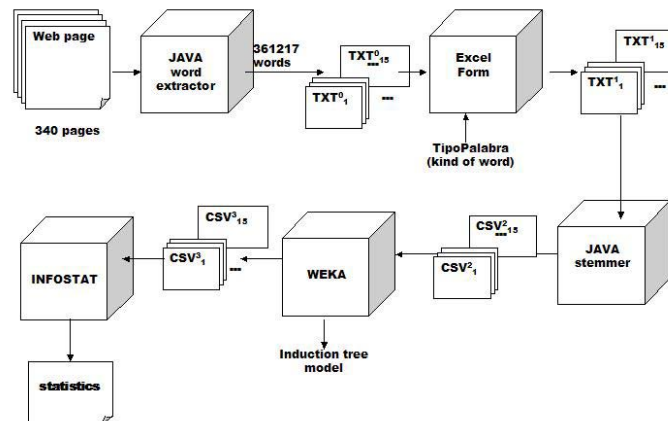 Web page
340 pages
JAVA
word
extractor
361217
words
TXT⁰₁₅
---
TXT⁰₁
---
Excel
Form
TipoPalabra
(kind of word)
TXT¹₁₅
TXT¹₁
---
JAVA
stemmer
CSV²₁₅
---
CSV²₁
WEKA
Induction tree
model
CSV³₁₅
CSV³₁
---
INFOSTAT
statistics